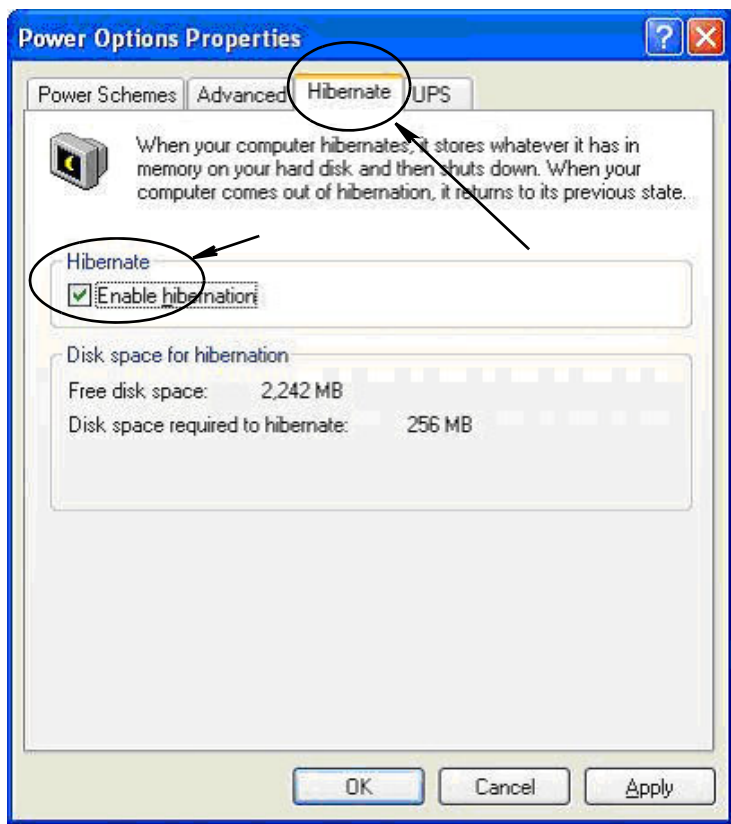 Power Options Properties
Power Schemes Advanced Hibernate UPS
When your computer hibernates, it stores whatever it has in
memory on your hard disk and then shuts down. When your
computer comes out of hibernation, it returns to its previous state.
Hibernate
Enable hibernation
Disk space for hibernation
Free disk space: 2,242 MB
Disk space required to hibernate: 256 MB
OK Cancel Apply